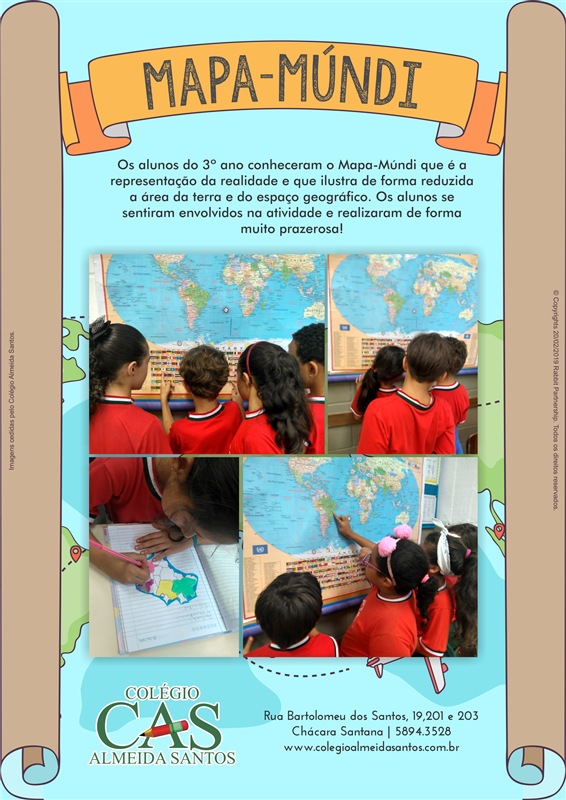 MAPA-MÚNDI
Os alunos do 3º ano conheceram o Mapa-Múndi que é a
representação da realidade e que ilustra de forma reduzida
a área da terra e do espaço geográfico. Os alunos se
sentiram envolvidos na atividade e realizaram de forma
muito prazerosa!
Imagens cedidas pelo Colégio Almeida Santos.
© Copyrights 20/02/2019 Rabbit Partnership. Todos os direitos reservados.
COLÉGIO
CAS
ALMEIDA SANTOS
Rua Bartolomeu dos Santos, 19,201 e 203
Chácara Santana | 5894.3528
www.colegioalmeidasantos.com.br